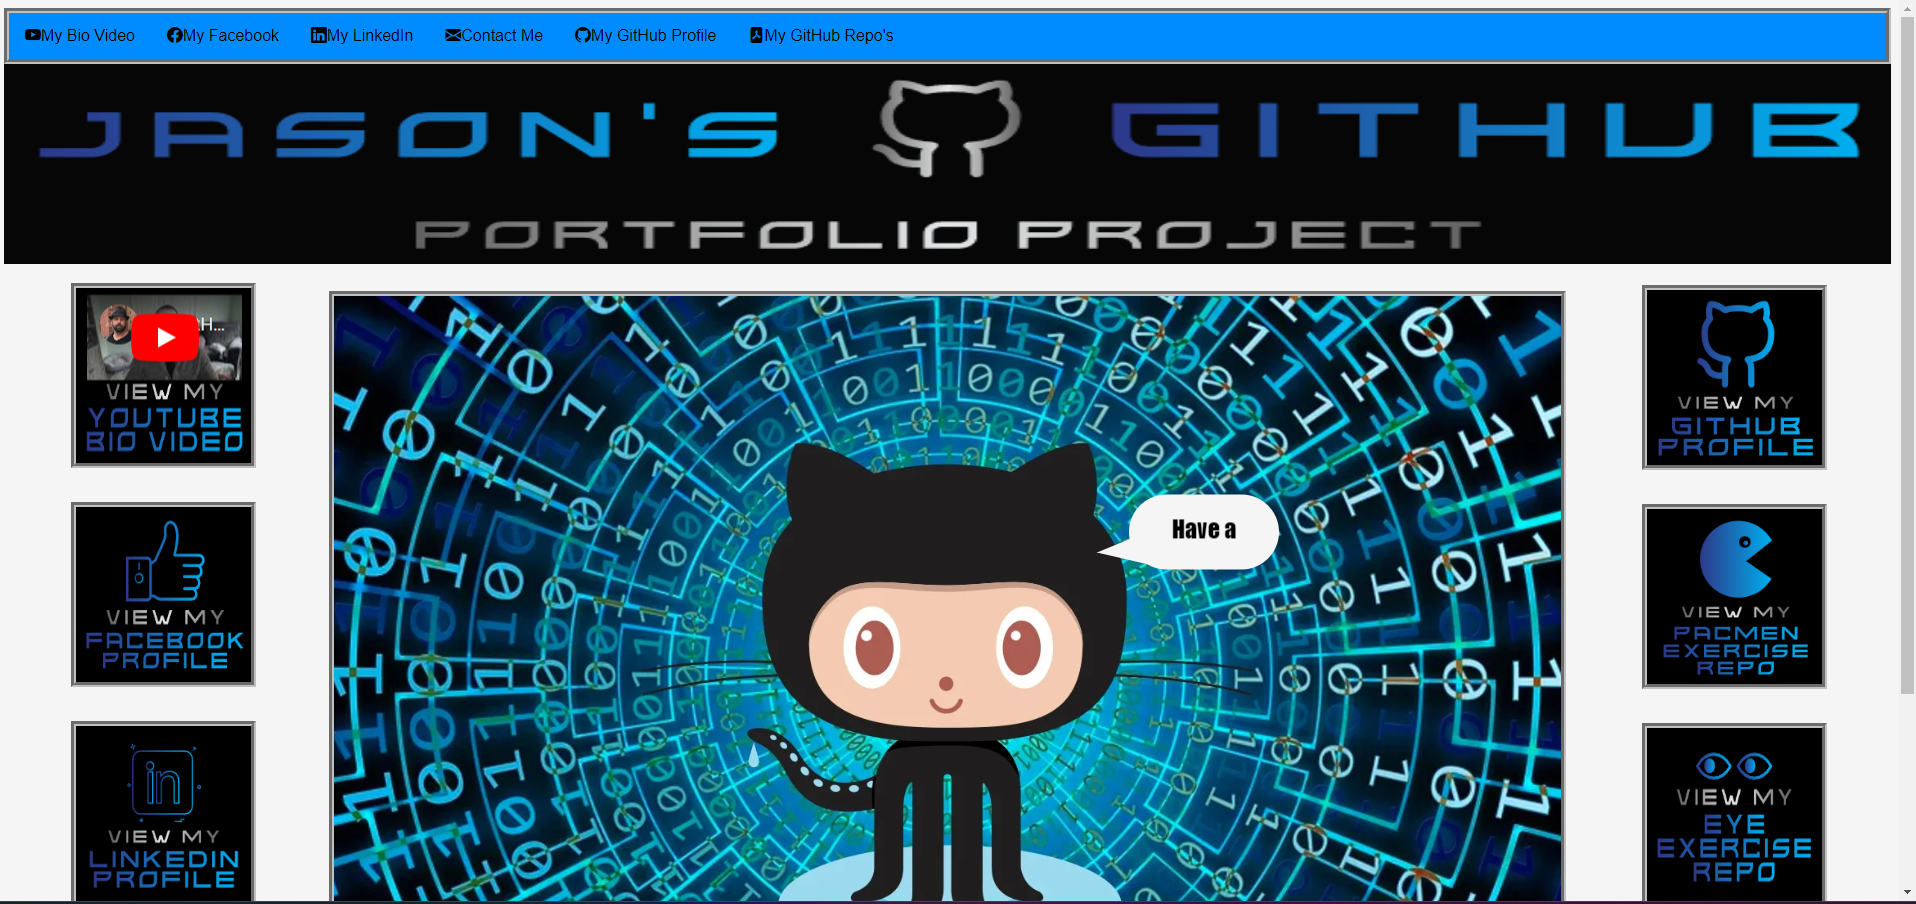 My Bio Video My Facebook My LinkedIn Contact Me My GitHub Profile My GitHub Repo's
JASON'S GITHUB
PORTFOLIO PROJECT
VIEW MY
YOUTUBE
BIO VIDEO
VIEW MY
FACEBOOK
PROFILE
in
VIEW MY
LINKEDIN
PROFILE
Have a
VIEW MY
GITHUB
PROFILE
VIEW MY
PACMEN
EXERCISE
REPO
VIEW MY
EYE
EXERCISE
REPO